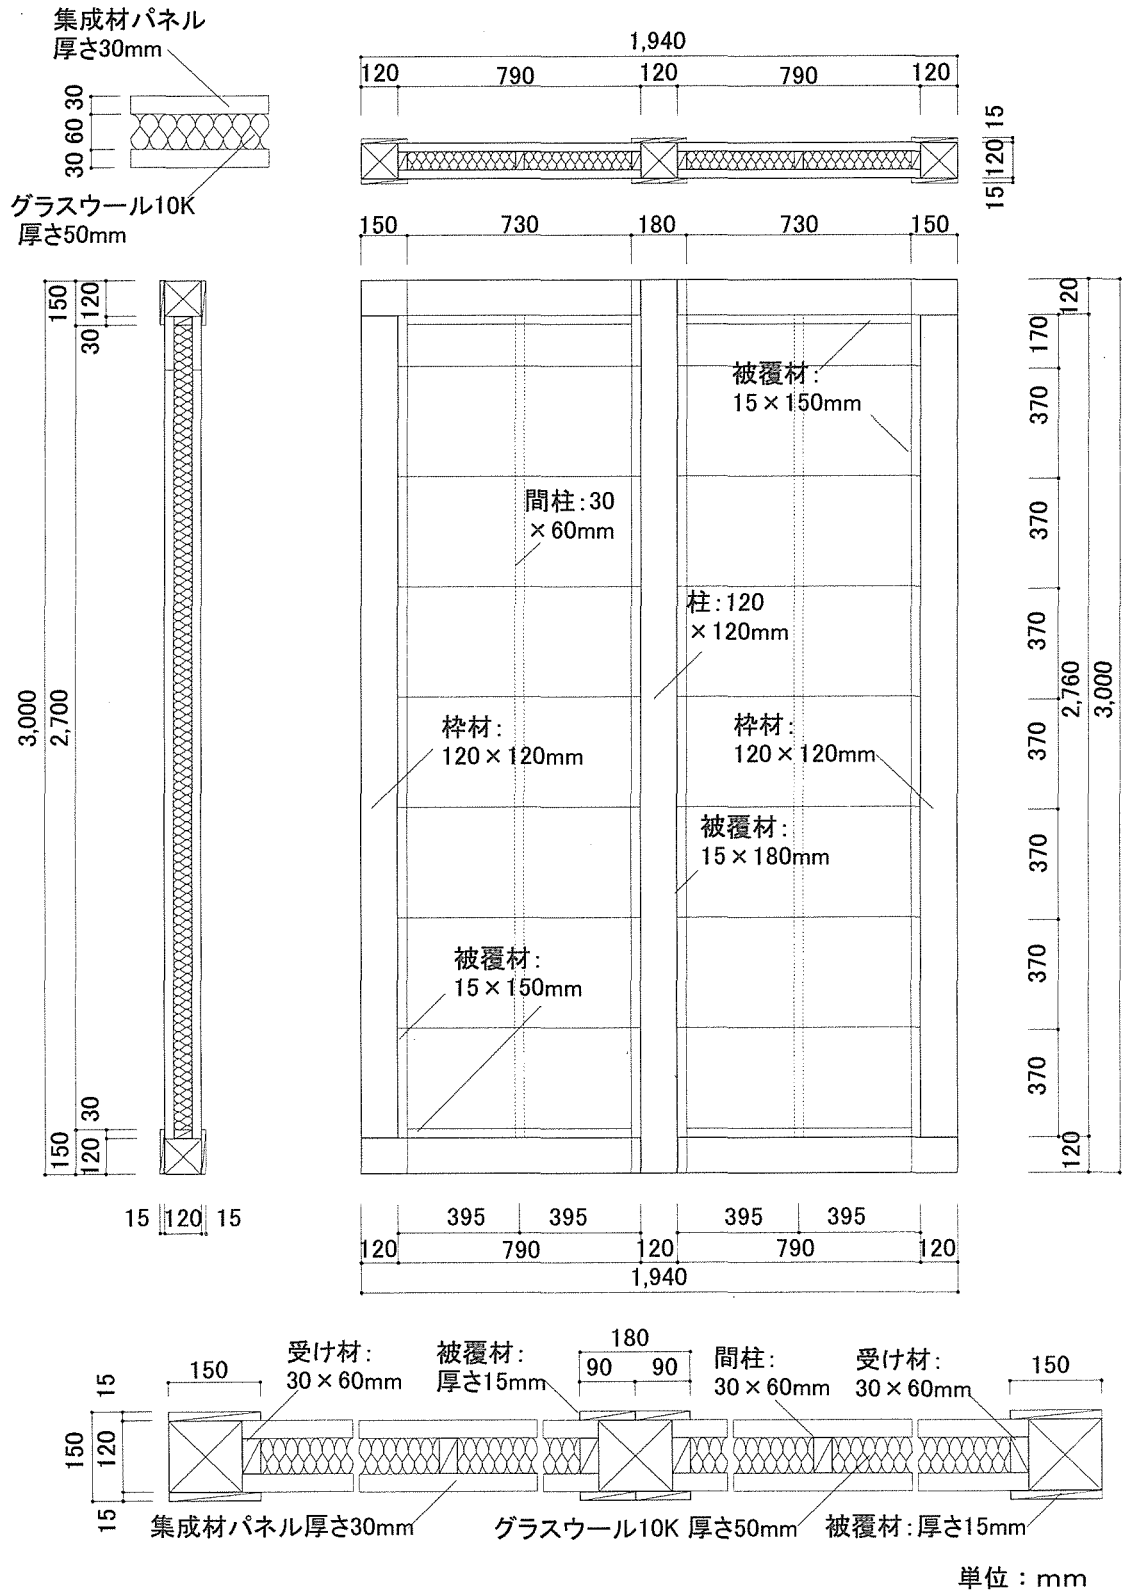 集成材パネル
厚さ30mm
30
60
30
グラスウール10K
厚さ50mm
1,940
120 790 120 790 120
15
120
15
150 730 180 730 150
150
120
30
3,000
2,700
30
150
120
15 120 15
被覆材:
15×150mm
間柱:30
×60mm
柱:120
×120mm
枠材:
120×120mm
枠材:
120×120mm
被覆材:
15×180mm
被覆材:
15×150mm
120
170
370
370
370
370
370
370
370
120
2,760
3,000
395 395 395 395
120 790 120 790 120
1,940
150
受け材:
30×60mm
被覆材:
厚さ15mm
180
90 90
間柱:
30×60mm
受け材:
30×60mm
150
15
150
120
15
集成材パネル厚さ30mm
グラスウール10K 厚さ50mm
被覆材:厚さ15mm
単位:mm